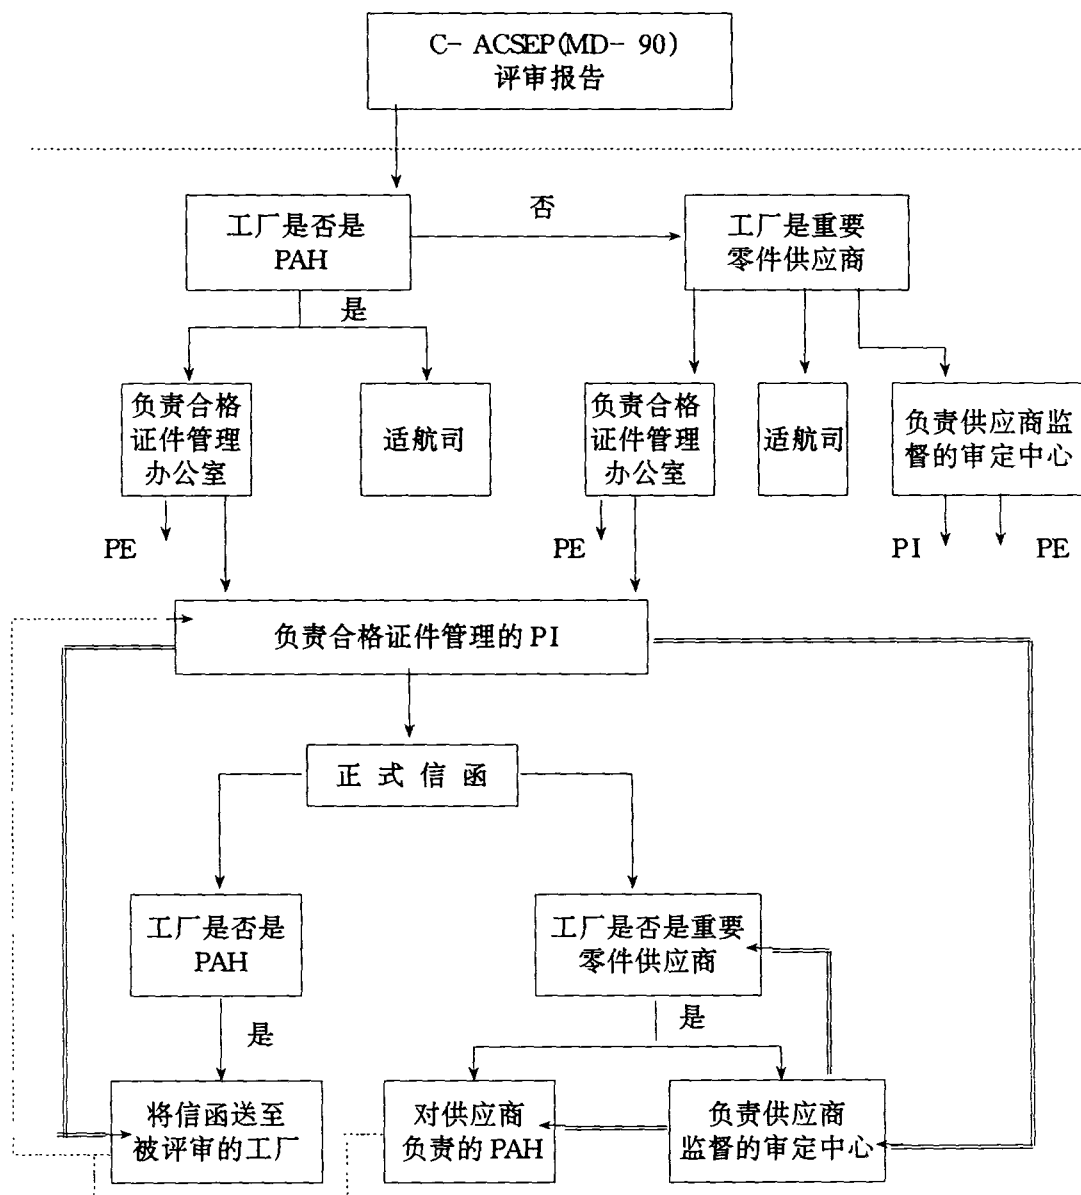 C- ACSEP(MD- 90)
评审报告
工厂是否是
PAH
否
工厂是重要
零件供应商
是
负责合格
证件管理
办公室
适航司
负责合格
证件管理
办公室
适航司
负责供应商监
督的审定中心
PE
PE
PI
PE
负责合格证件管理的 PI
正 式 信 函
工厂是否是
PAH
工厂是否是重要
零件供应商
是
是
将信函送至
被评审的工厂
对供应商
负责的 PAH
负责供应商
监督的审定中心